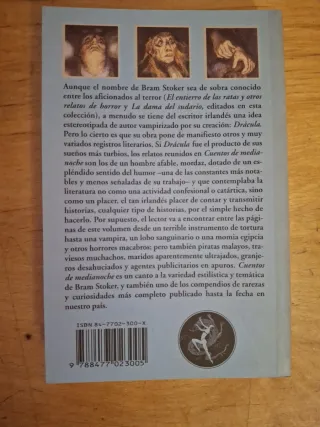 Aunque el nombre de Bram Stoker sea de sobra conocido
entre los aficionados al terror (El entierro de las ratas y otros
relatos de horror y La dama del sudario, editados en esta
colección), a menudo se tiene del escritor irlandés una idea
estereotipada de autor vampirizado por su creación: Drácula.
Pero lo cierto es que su obra pone de manifiesto otros y muy
variados registros literarios. Si Drácula fue el producto de sus
sueños más turbios, los relatos reunidos en Cuentos de media-
noche son los de un hombre afable, mordaz, dotado de un es-
pléndido sentido del humor –una de las constantes más nota-
bles y menos señaladas de su trabajo– y que contemplaba la
literatura no como una actividad confesional o catártica, sino
como un placer, el tan irlandés placer de contar y transmitir
historias, cualquier tipo de historias, por el simple hecho de
hacerlo. Por supuesto, el lector va a encontrar entre las pági-
nas de este volumen desde un terrible instrumento de tortura
hasta una vampira, un lobo sanguinario o una momia egipcia
y otros horrores macabros; pero también piratas malayos, tra-
viesos muchachos, maridos aparentemente ultrajados, granje-
ros desahuciados y agentes publicitarios en apuros. Cuentos
de medianoche es un canto a la variedad estilística y temática
de Bram Stoker, y también uno de los compendios de rarezas
y curiosidades más completo publicado hasta la fecha en
nuestro país.
ISBN 84-7702-300-8
9 788477 023005